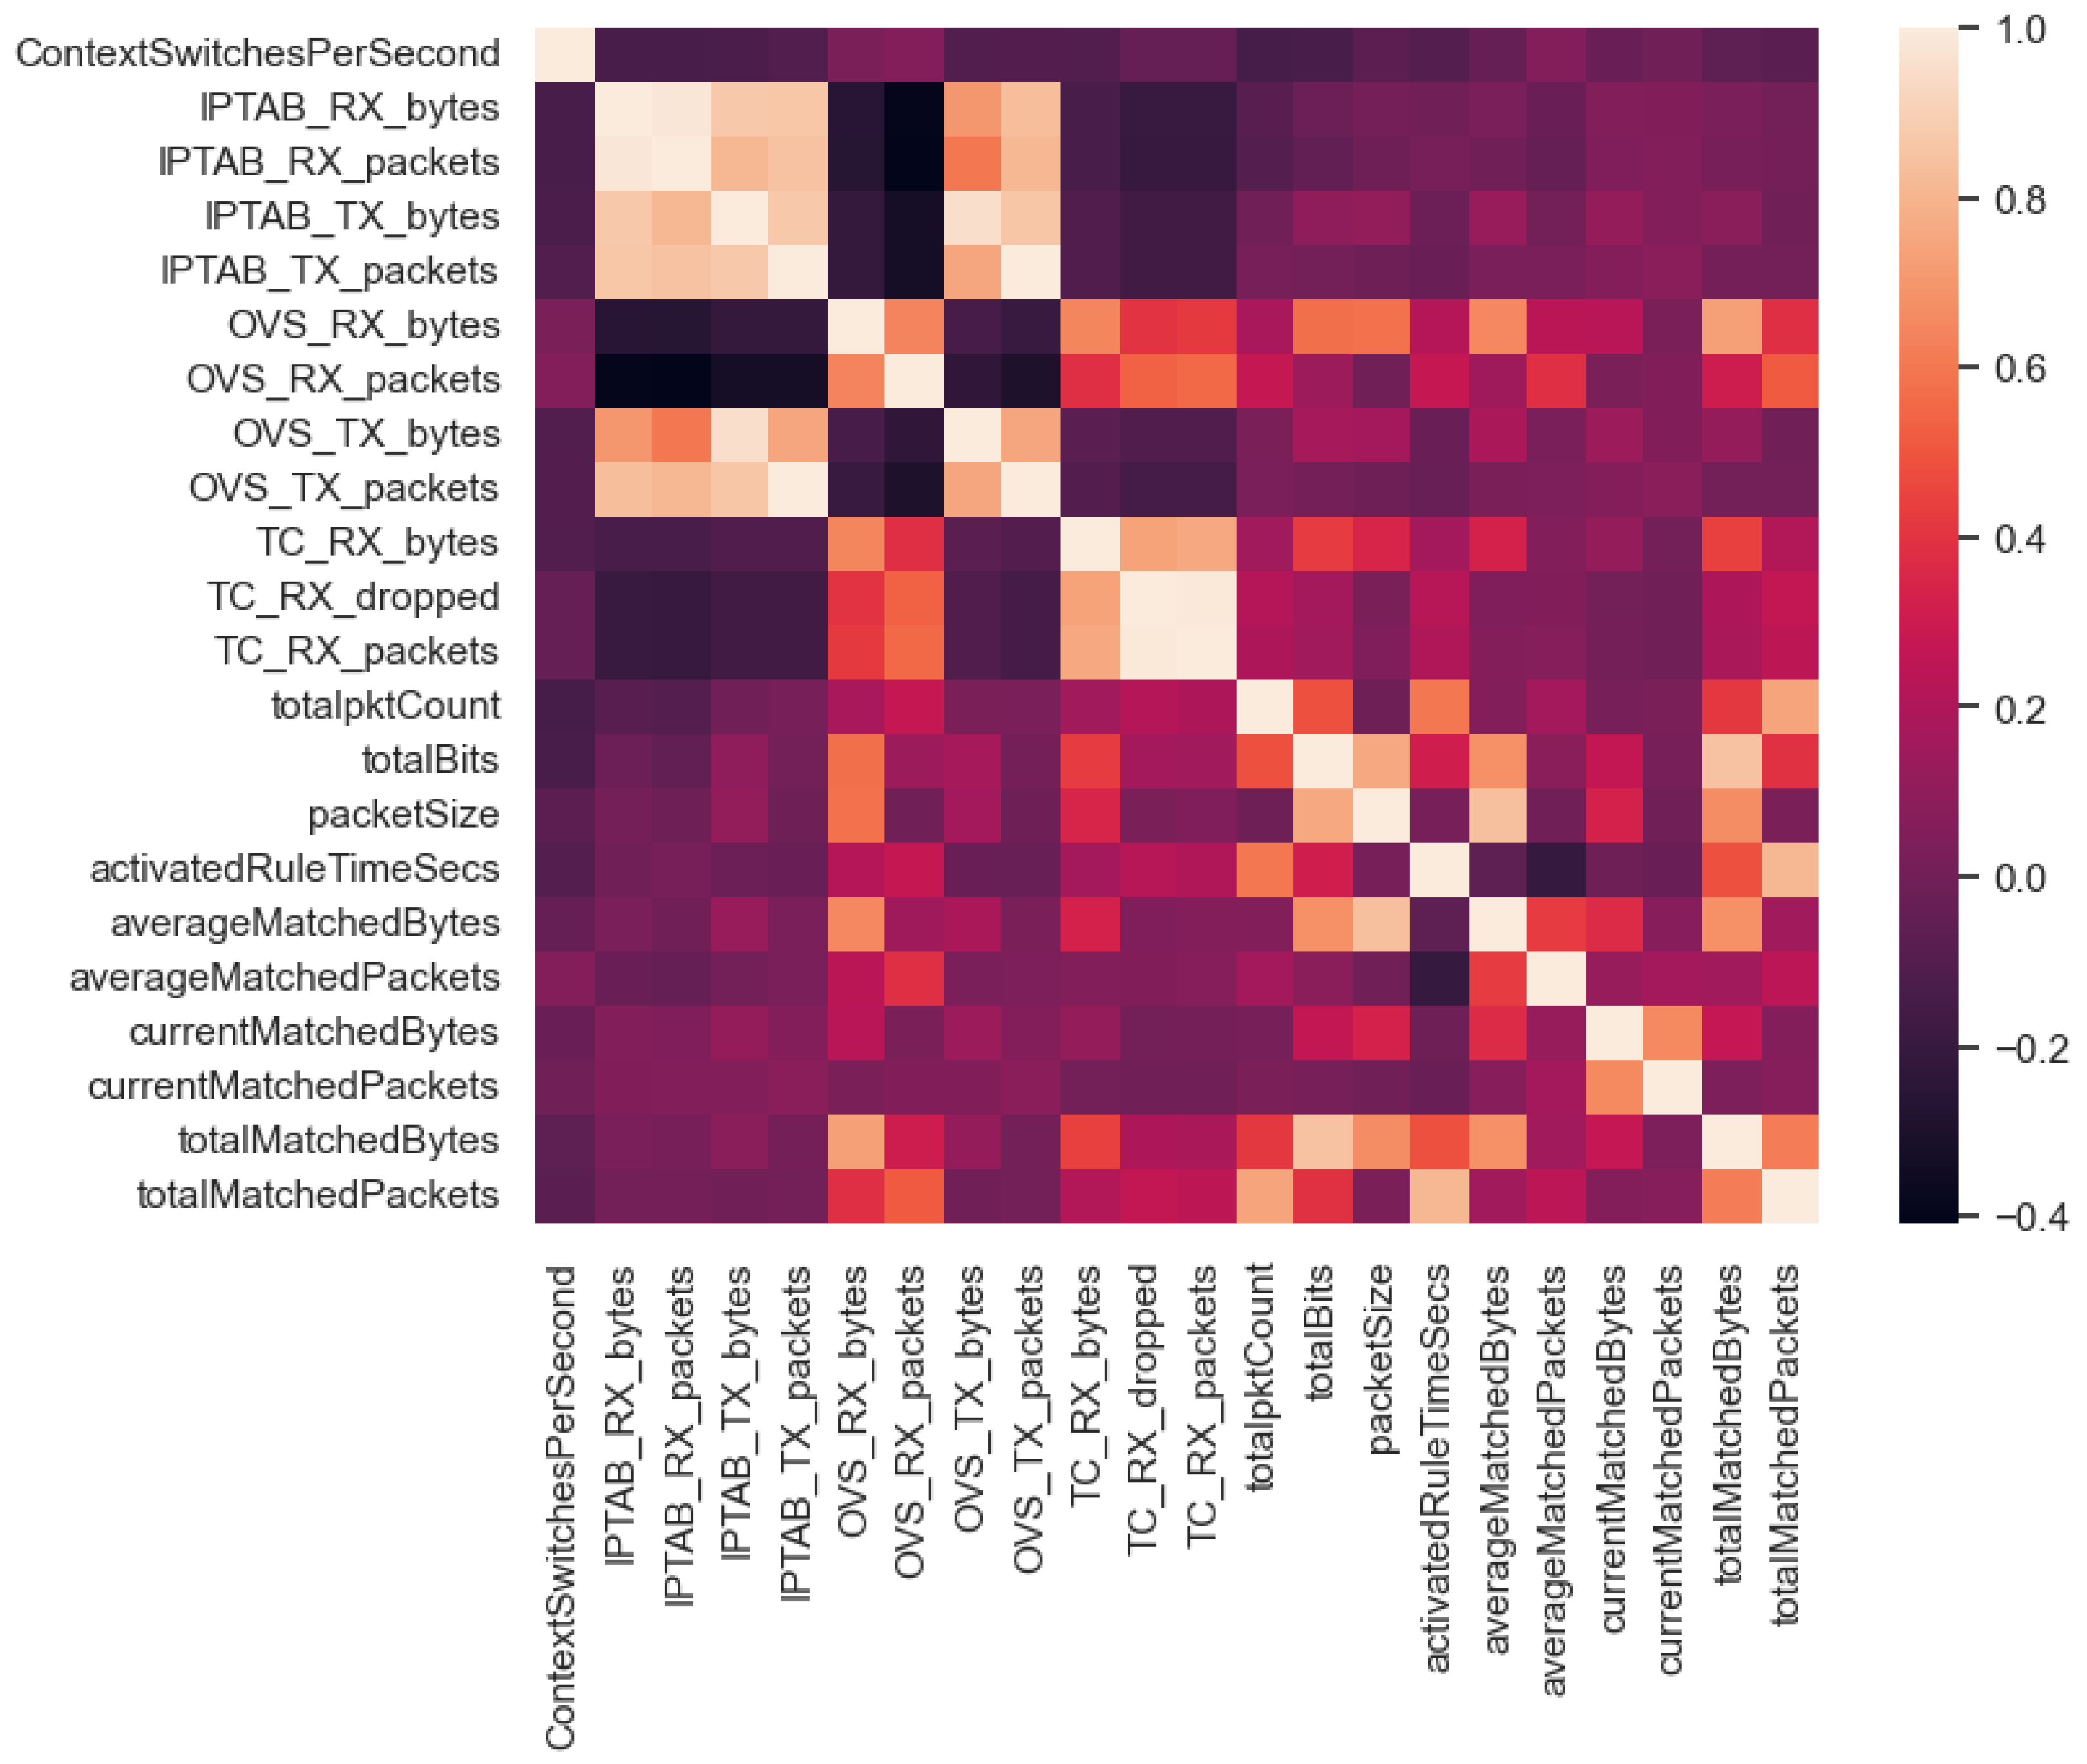 ContextSwitchesPerSecond
IPTAB_RX_bytes
IPTAB_RX_packets
IPTAB_TX_bytes
IPTAB_TX_packets
OVS_RX_bytes
OVS_RX_packets
OVS_TX_bytes
OVS_TX_packets
TC_RX_bytes
TC_RX_dropped
TC_RX_packets
totalpktCount
totalBits
packetSize
activatedRuleTimeSecs
averageMatchedBytes
averageMatchedPackets
currentMatchedBytes
currentMatchedPackets
totalMatchedBytes
totalMatchedPackets
ContextSwitchesPerSecond
IPTAB_RX_bytes
IPTAB_RX_packets
IPTAB_TX_bytes
IPTAB_TX_packets
OVS_RX_bytes
OVS_RX_packets
OVS_TX_bytes
OVS_TX_packets
TC_RX_bytes
TC_RX_dropped
TC_RX_packets
totalpktCount
totalBits
packetSize
activatedRuleTimeSecs
averageMatchedBytes
averageMatchedPackets
currentMatchedBytes
currentMatchedPackets
totalMatchedBytes
totalMatchedPackets
1.0
0.8
0.6
0.4
0.2
0.0
−0.2
−0.4